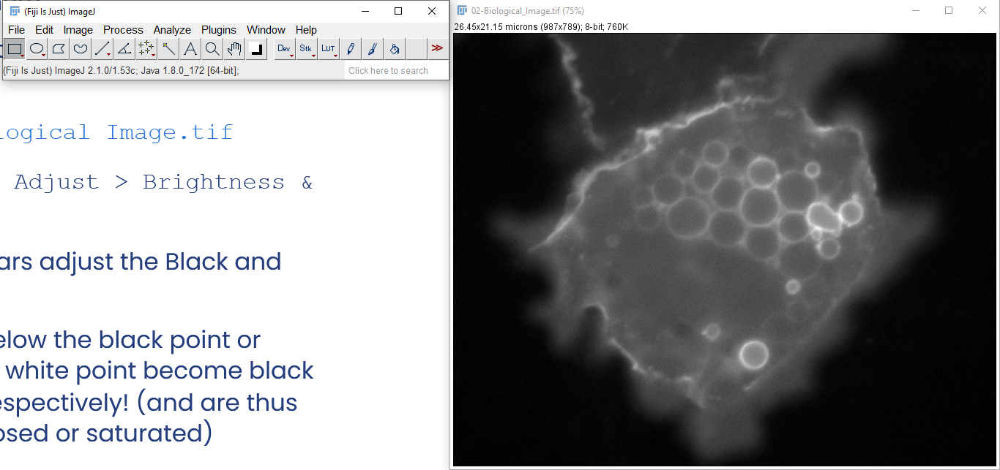 (Fiji Is Just) ImageJ
File Edit Image Process Analyze Plugins Window Help
Dev Stk LUT
(Fiji Is Just) ImageJ 2.1.0/1.53c; Java 1.8.0_172 [64-bit];
Click here to search
02-Biological_Image.tif (75%)
26.45x21.15 microns (987x789); 8-bit; 760K
logical Image.tif
Adjust > Brightness &
ars adjust the Black and
elow the black point or
white point become black
espectively! (and are thus
osed or saturated)